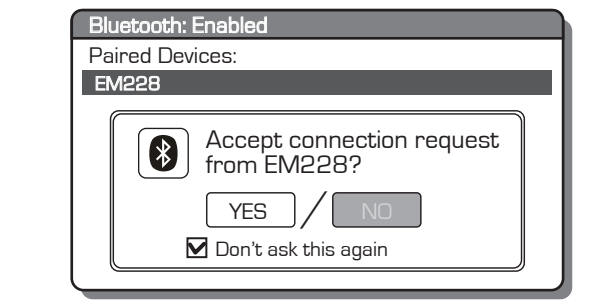 Bluetooth: Enabled
Paired Devices:
EM228
Accept connection request
from EM228?
YES / NO
Don't ask this again